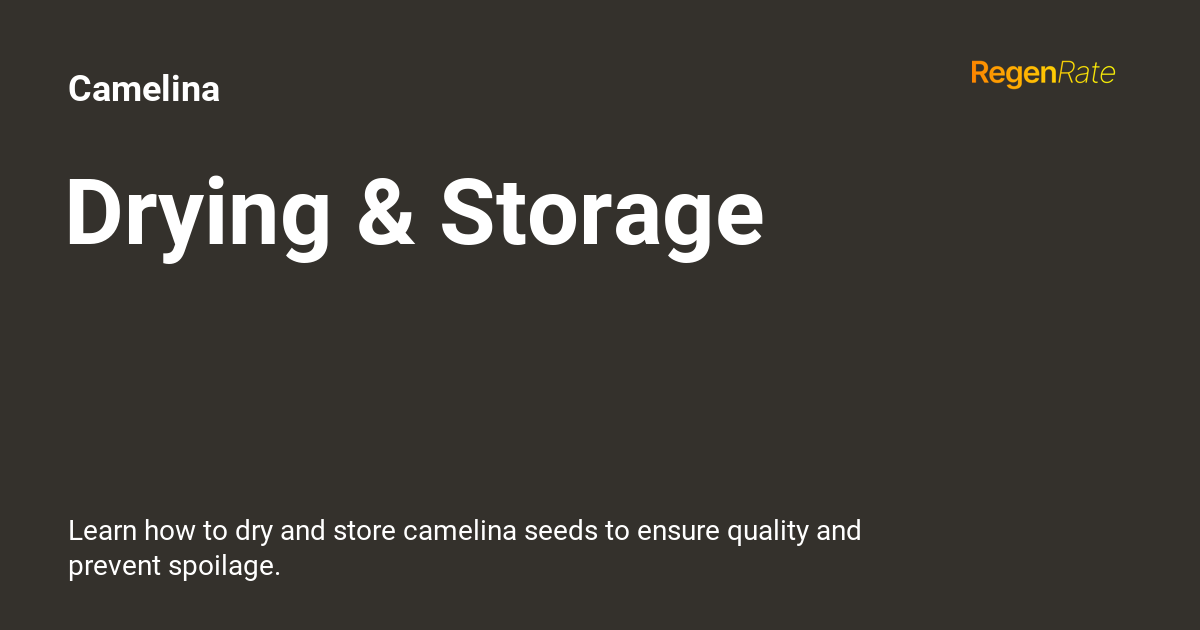 Camelina
RegenRate
Drying & Storage
Learn how to dry and store camelina seeds to ensure quality and
prevent spoilage.